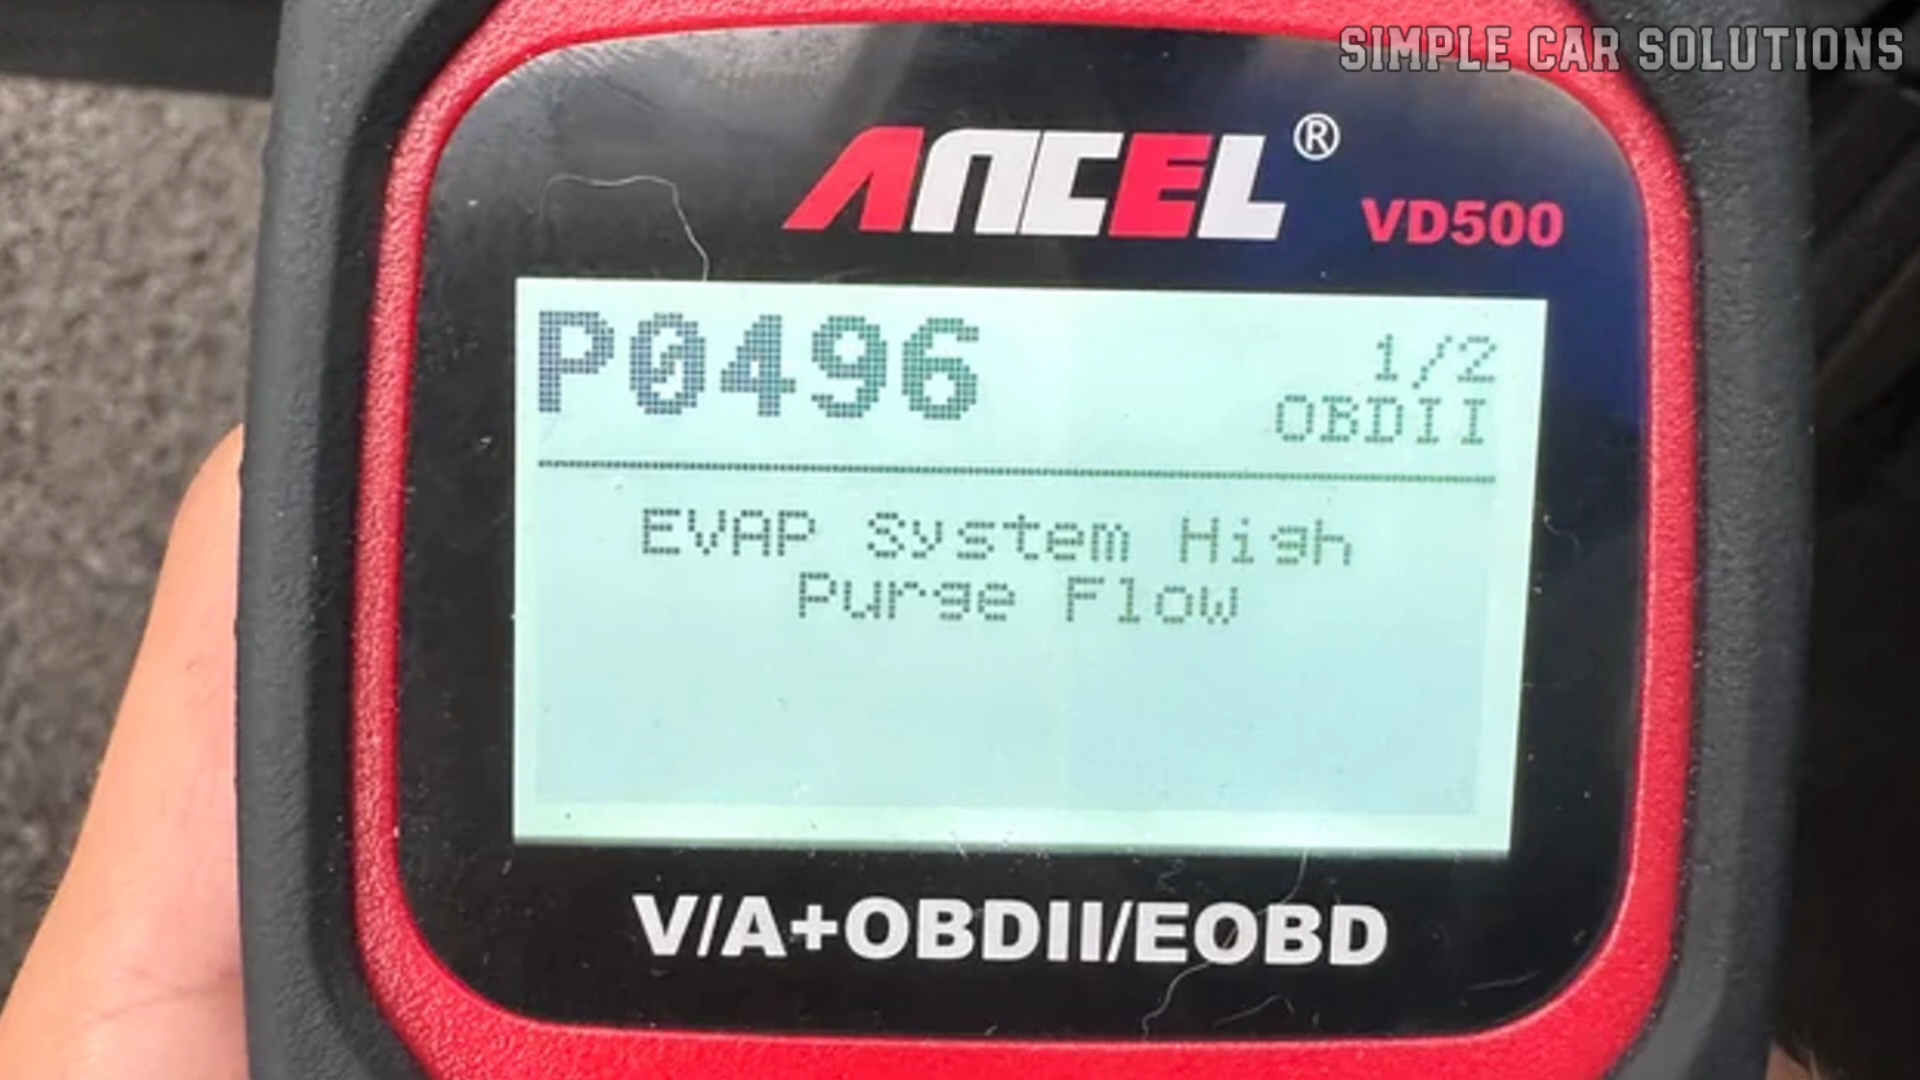 SIMPLE CAR SOLUTIONS
ANCEL®
VD500
P0496
1/2
OBDII
EVAP System High
Purge Flow
V/A+OBDII/EOBD